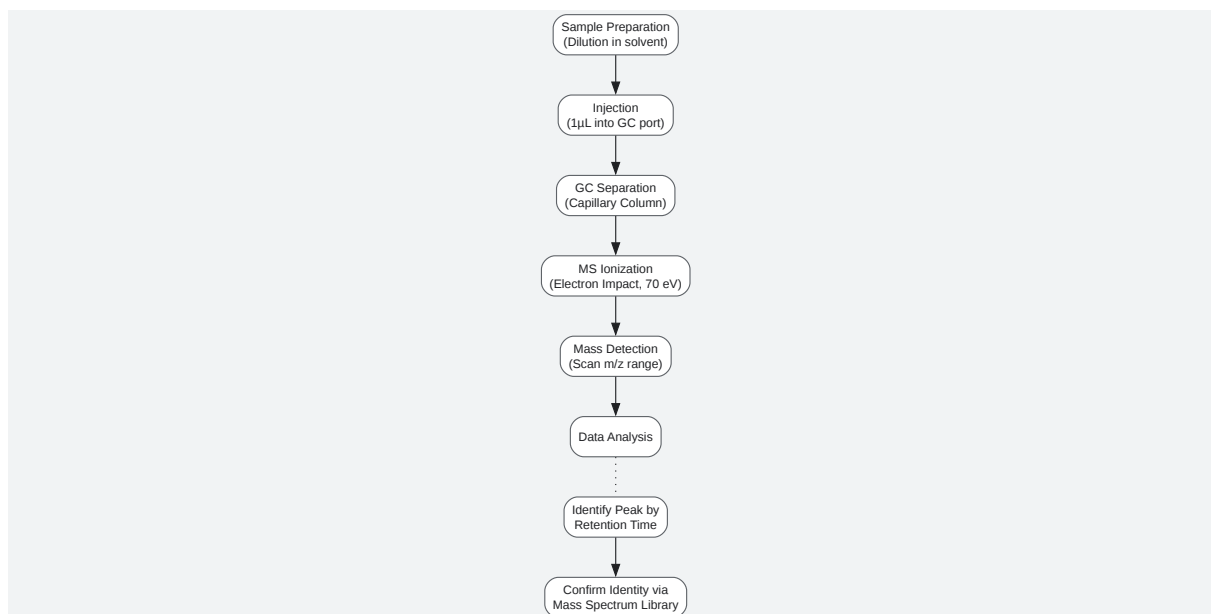 Sample Preparation
(Dilution in solvent)
Injection
(1µL into GC port)
GC Separation
(Capillary Column)
MS Ionization
(Electron Impact, 70 eV)
Mass Detection
(Scan m/z range)
Data Analysis
Identify Peak by
Retention Time
Confirm Identity via
Mass Spectrum Library